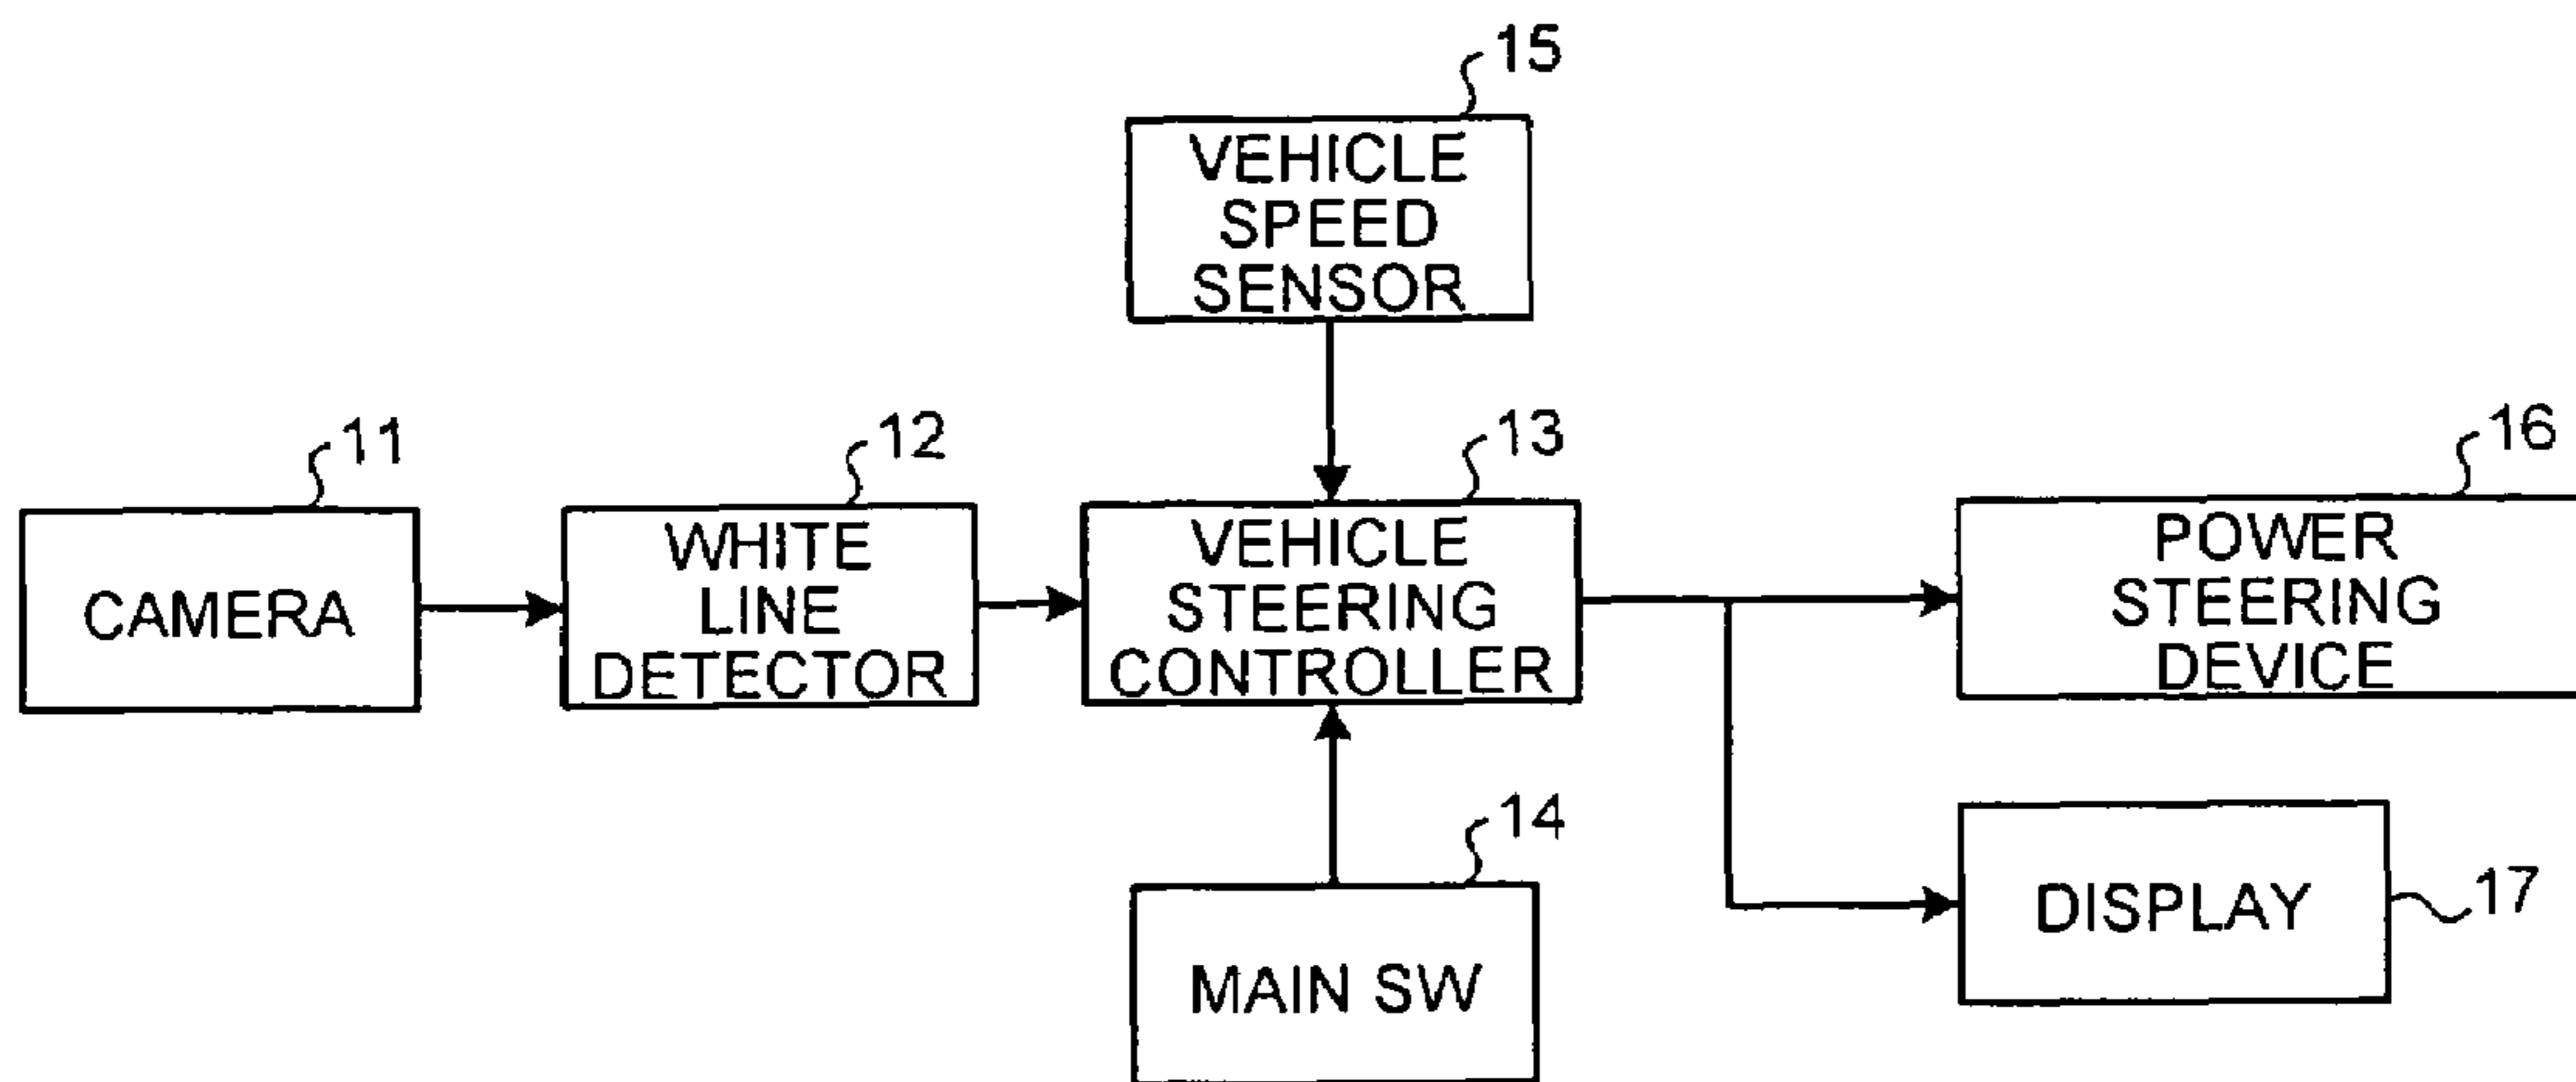 15
VEHICLE
SPEED
SENSOR
11
CAMERA
12
WHITE
LINE
DETECTOR
13
VEHICLE
STEERING
CONTROLLER
16
POWER
STEERING
DEVICE
14
MAIN SW
17
DISPLAY